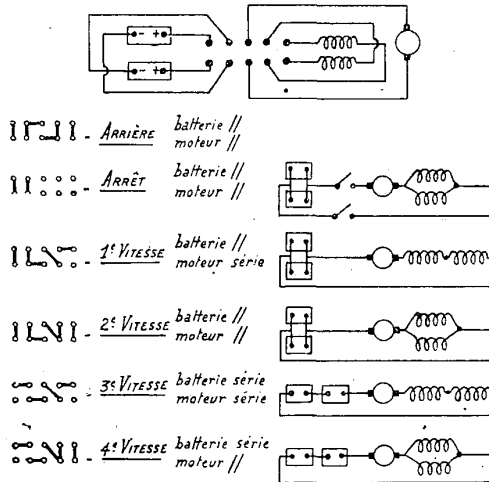 - +
- +
- ARRIÈRE batterie //
moteur //
- ARRÊT batterie //
moteur //
- 1e VITESSE batterie //
moteur série
- 2e VITESSE batterie //
moteur //
- 3e VITESSE batterie série
moteur série
- 4e VITESSE batterie série
moteur //